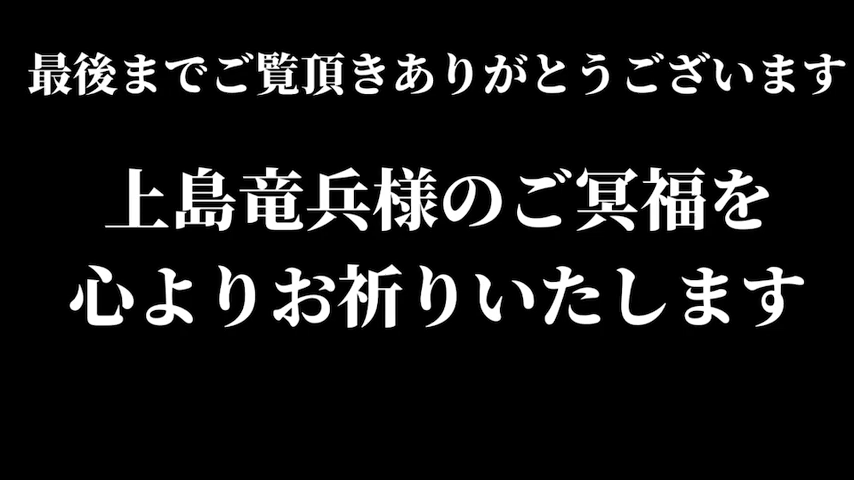 最後までご覧頂きありがとうございます
上島竜兵様のご冥福を
心よりお祈りいたします